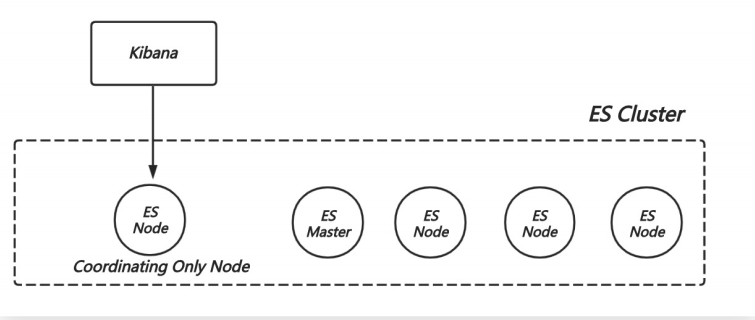 Kibana
ES Cluster
ES
Node
Coordinating Only Node
ES
Master
ES
Node
ES
Node
ES
Node